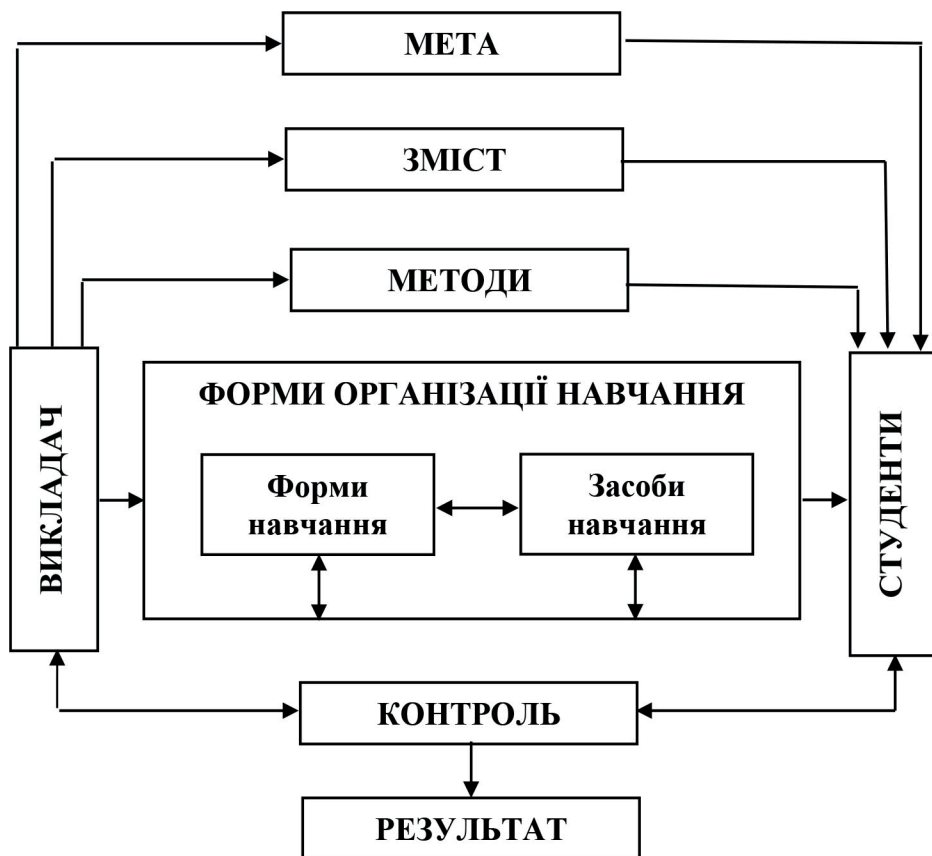 МЕТА
ЗМІСТ
МЕТОДИ
ВИКЛАДАЧ
ФОРМИ ОРГАНІЗАЦІЇ НАВЧАННЯ
Форми
навчання
Засоби
навчання
СТУДЕНТИ
КОНТРОЛЬ
РЕЗУЛЬТАТ